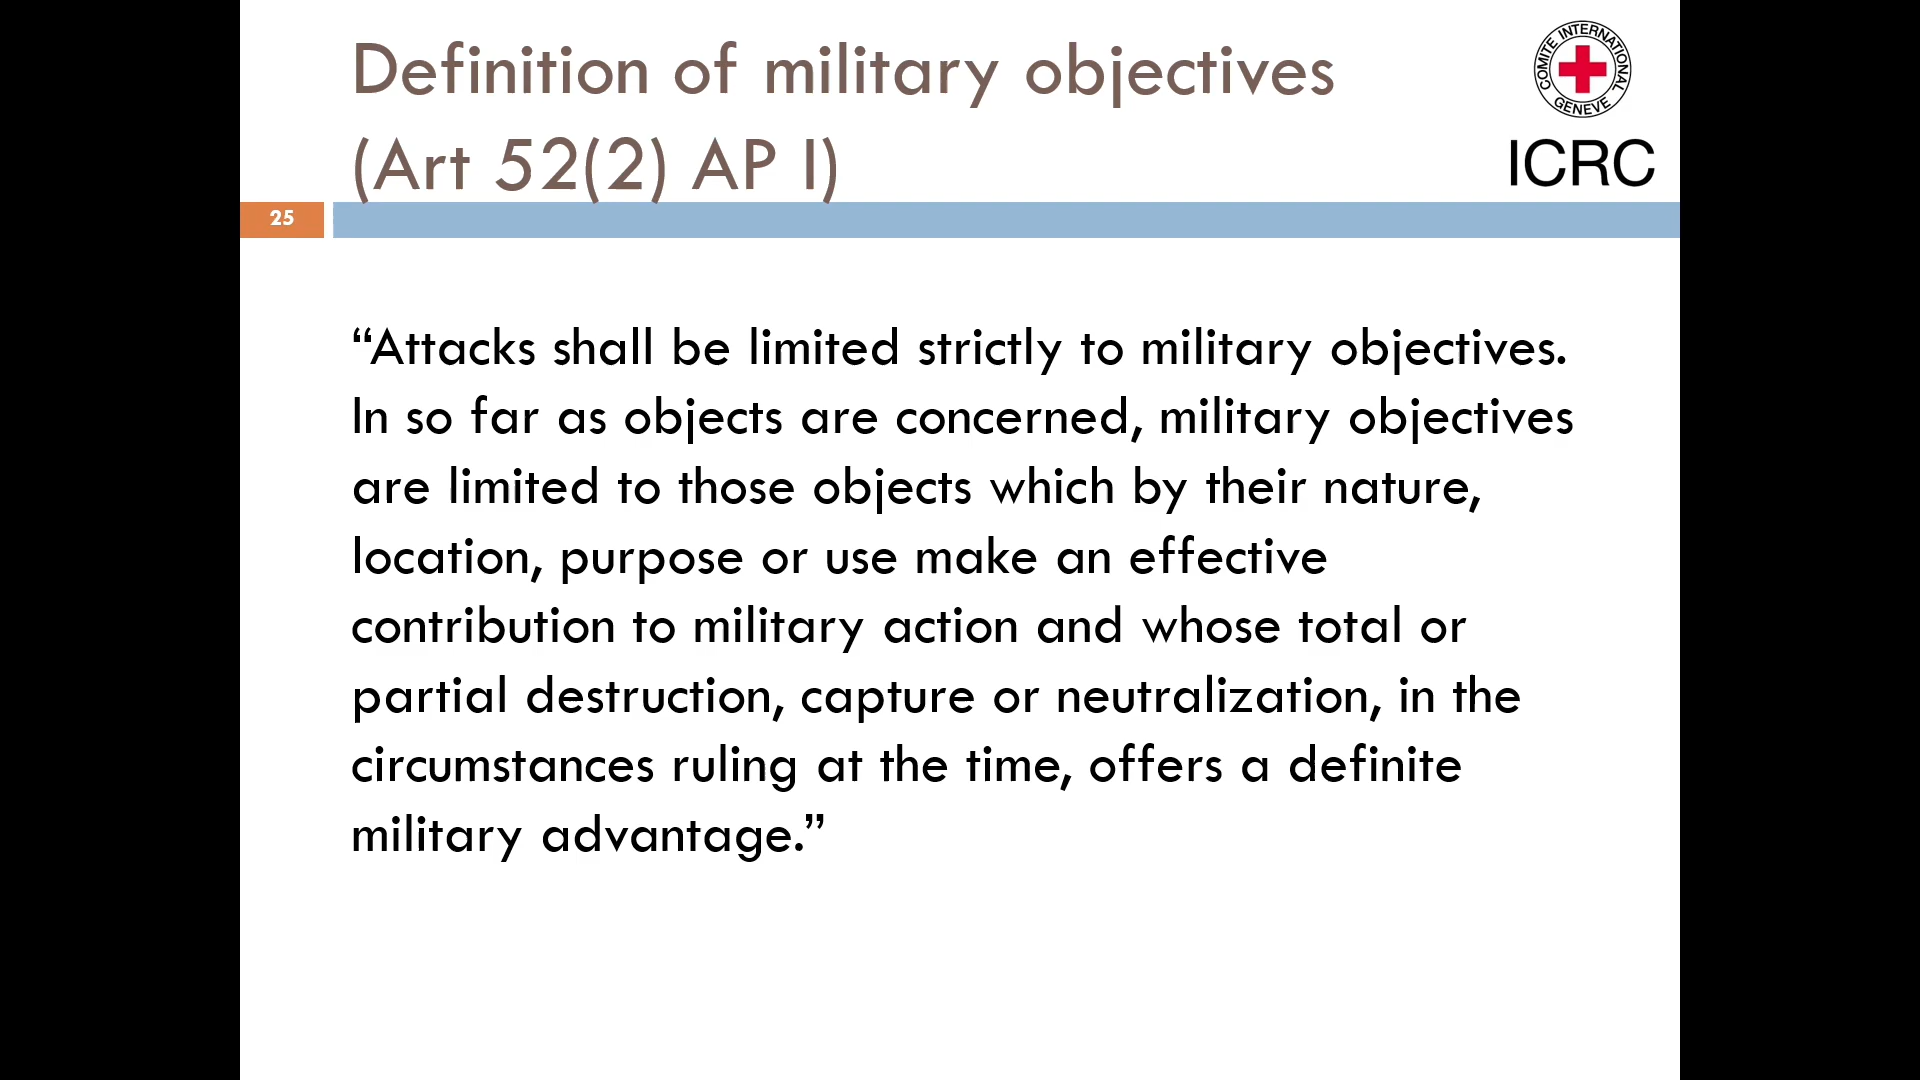 Definition of military objectives
(Art 52(2) AP I)
COMITE INTERNATIONAL
GENEVE
ICRC
25
“Attacks shall be limited strictly to military objectives.
In so far as objects are concerned, military objectives
are limited to those objects which by their nature,
location, purpose or use make an effective
contribution to military action and whose total or
partial destruction, capture or neutralization, in the
circumstances ruling at the time, offers a definite
military advantage.”